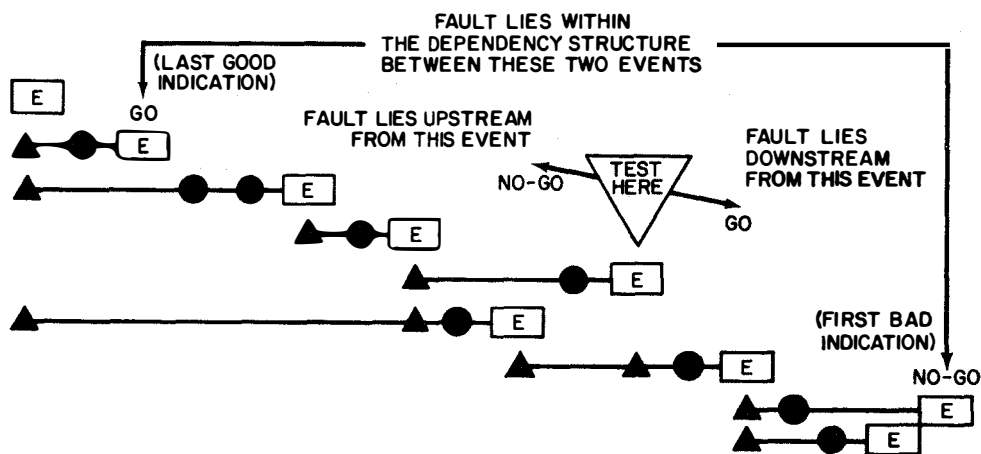 FAULT LIES WITHIN
THE DEPENDENCY STRUCTURE
BETWEEN THESE TWO EVENTS
(LAST GOOD
INDICATION)
E
GO
E
FAULT LIES UPSTREAM
FROM THIS EVENT
NO-GO
TEST
HERE
GO
FAULT LIES
DOWNSTREAM
FROM THIS EVENT
E
E
E
E
(FIRST BAD
INDICATION)
NO-GO
E
E
E